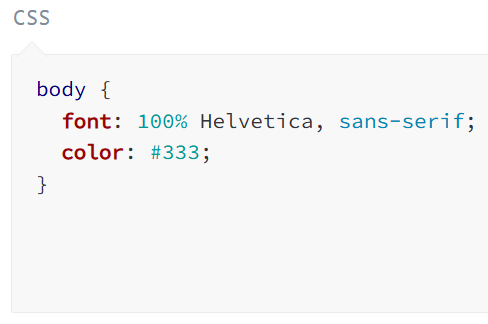 CSS
body {
  font: 100% Helvetica, sans-serif;
  color: #333;
}